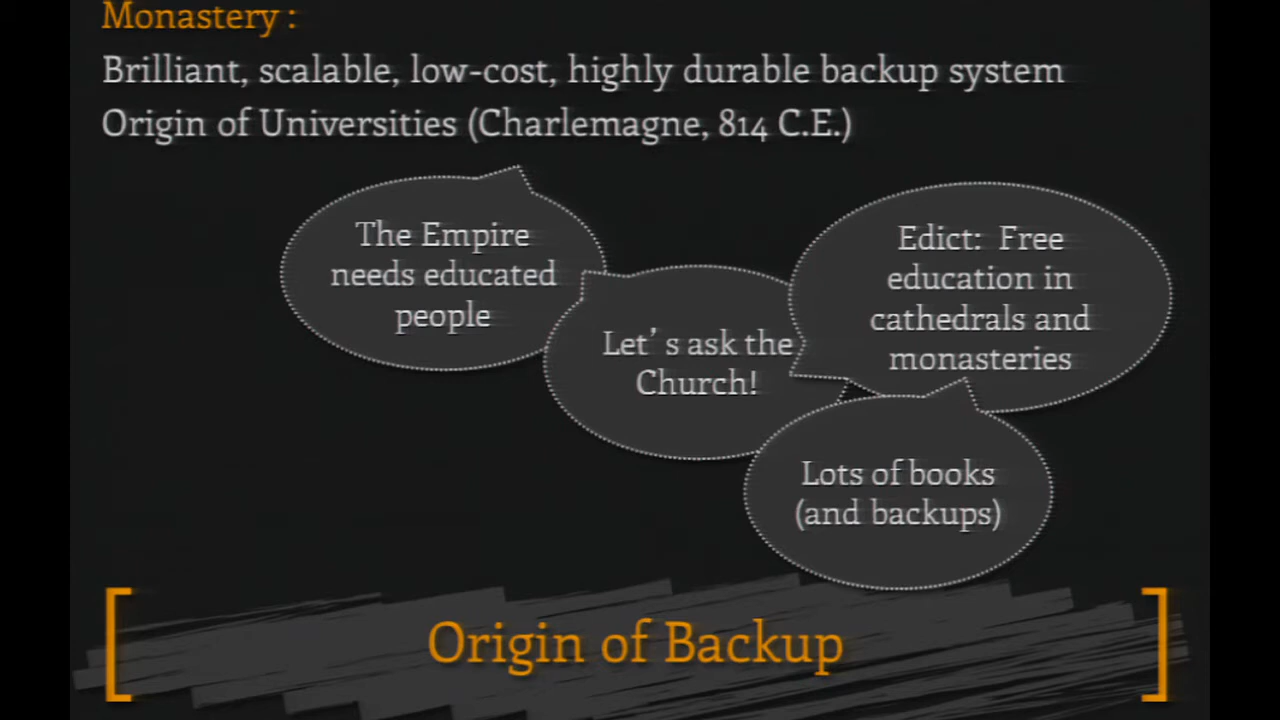 Monastery :
Brilliant, scalable, low-cost, highly durable backup system
Origin of Universities (Charlemagne, 814 C.E.)
The Empire
needs educated
people
Let's ask the
Church!
Edict: Free
education in
cathedrals and
monasteries
Lots of books
(and backups)
Origin of Backup